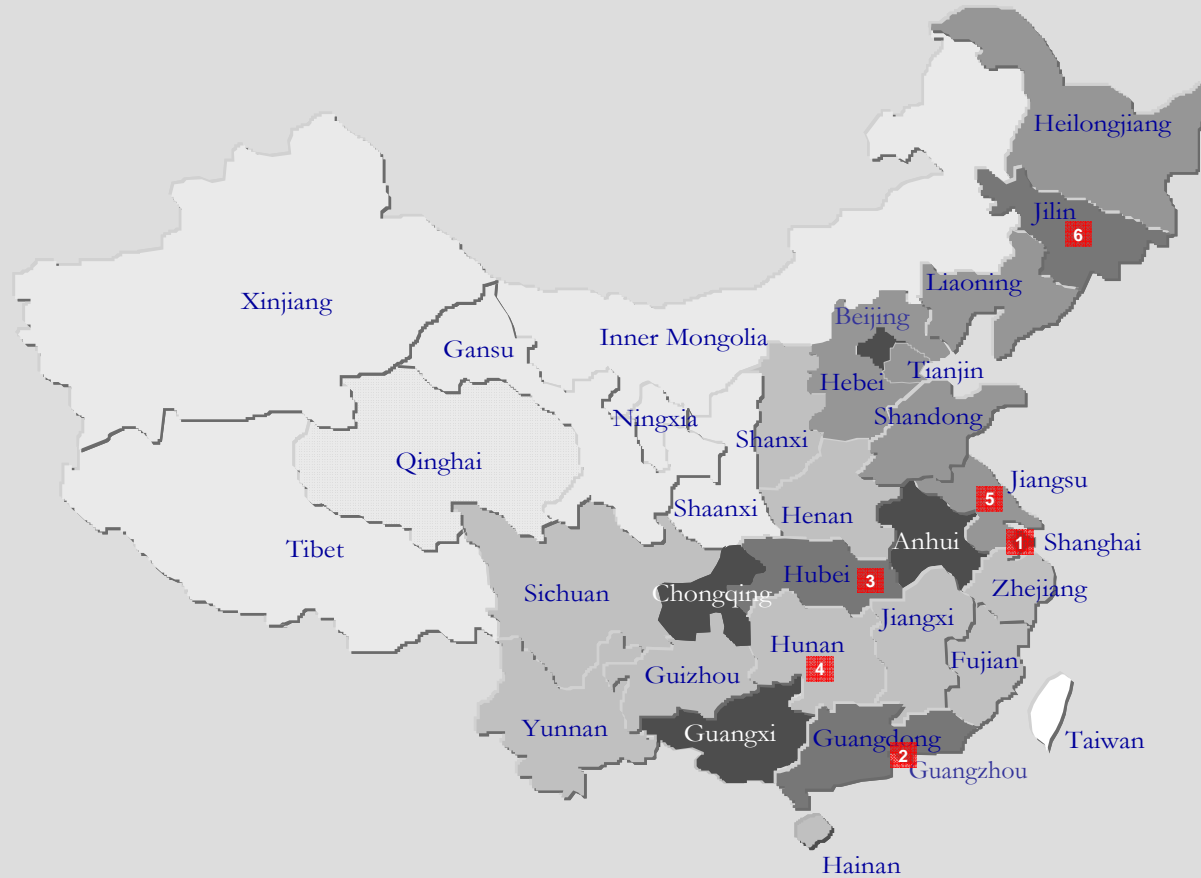 Heilongjiang
Jilin
6
Liaoning
Xinjiang
Beijing
Inner Mongolia
Gansu
Tianjin
Hebei
Ningxia
Shandong
Shanxi
Qinghai
Jiangsu
5
Shaanxi
Henan
Anhui
1
Shanghai
Tibet
Hubei
3
Zhejiang
Sichuan
Chongqing
Jiangxi
Hunan
4
Fujian
Guizhou
Yunnan
Guangxi
Guangdong
Taiwan
2
Guangzhou
Hainan